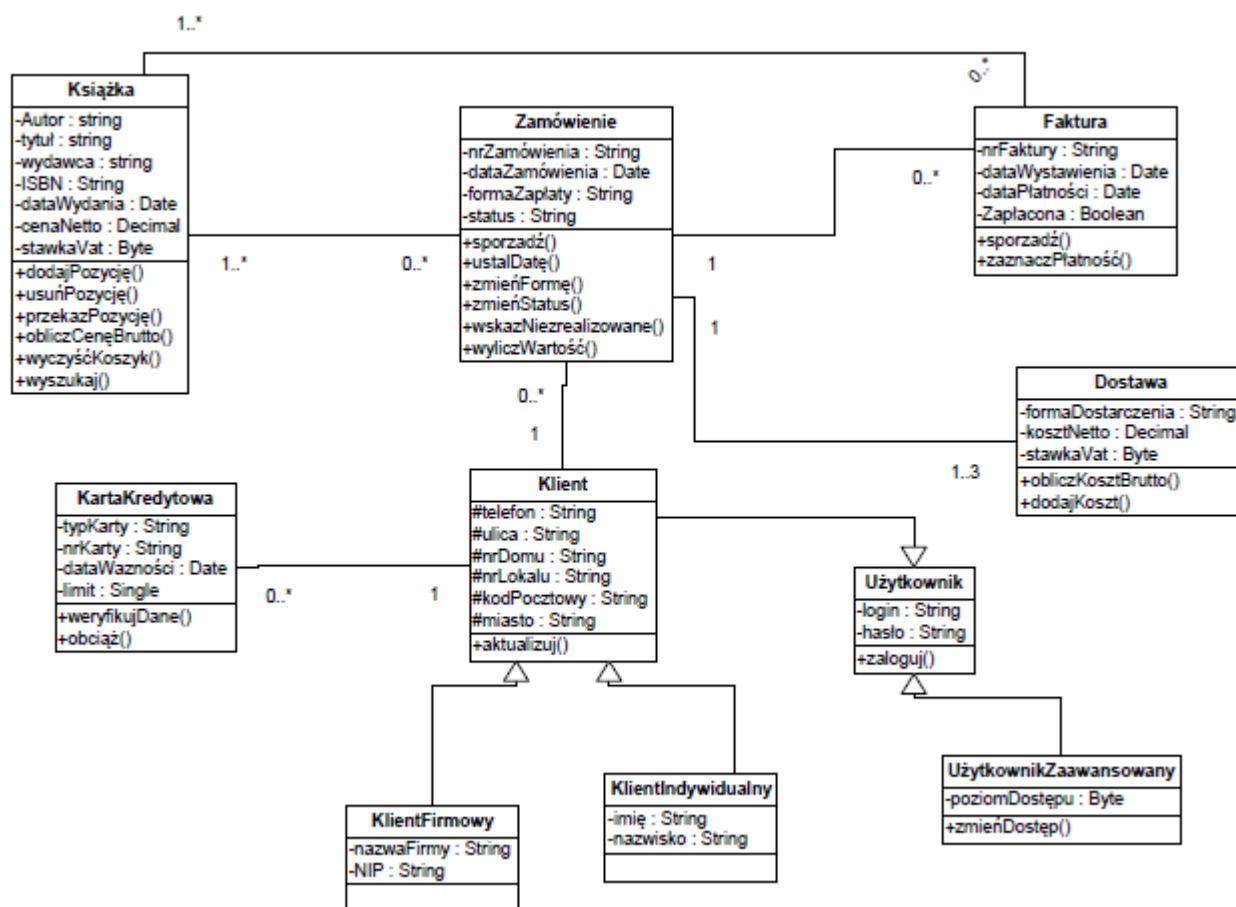 1..*
0..*
Książka
-Autor : string
-tytuł : string
-wydawca : string
-ISBN : String
-dataWydania : Date
-cenaNetto : Decimal
-stawkaVat : Byte
+dodajPozycję()
+usuńPozycję()
+przekazPozycję()
+obliczCenęBrutto()
+wyczyśćKoszyk()
+wyszukaj()
1..*
0..*
Zamówienie
-nrZamówienia : String
-dataZamówienia : Date
-formaZapłaty : String
-status : String
+sporządź()
+ustalDatę()
+zmieńFormę()
+zmieńStatus()
+wskazNiezrealizowane()
+wyliczWartość()
0..*
1
1
Faktura
-nrFaktury : String
-dataWystawienia : Date
-dataPłatności : Date
-Zapłacona : Boolean
+sporządź()
+zaznaczPłatność()
0..*
1
1..3
Dostawa
-formaDostarczenia : String
-kosztNetto : Decimal
-stawkaVat : Byte
+obliczKosztBrutto()
+dodajKoszt()
KartaKredytowa
-typKarty : String
-nrKarty : String
-dataWazności : Date
-limit : Single
+weryfikujDane()
+obciąż()
0..*
1
Klient
#telefon : String
#ulica : String
#nrDomu : String
#nrLokalu : String
#kodPocztowy : String
#miasto : String
+aktualizuj()
Użytkownik
-login : String
-hasło : String
+zaloguj()
KlientFirmowy
-nazwaFirmy : String
-NIP : String
KlientIndywidualny
-imię : String
-nazwisko : String
UżytkownikZaawansowany
-poziomDostępu : Byte
+zmieńDostęp()